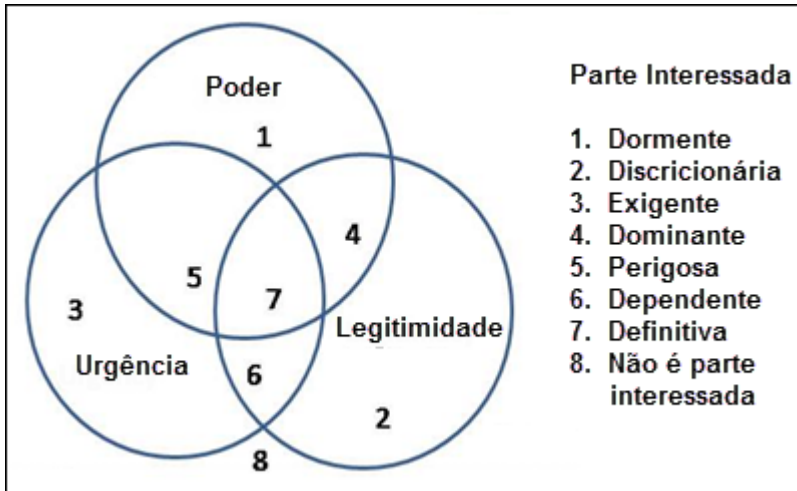 Poder
1
4
5
7
3
Legitimidade
Urgência
6
2
8
Parte Interessada
1. Dormente
2. Discricionária
3. Exigente
4. Dominante
5. Perigosa
6. Dependente
7. Definitiva
8. Não é parte
interessada